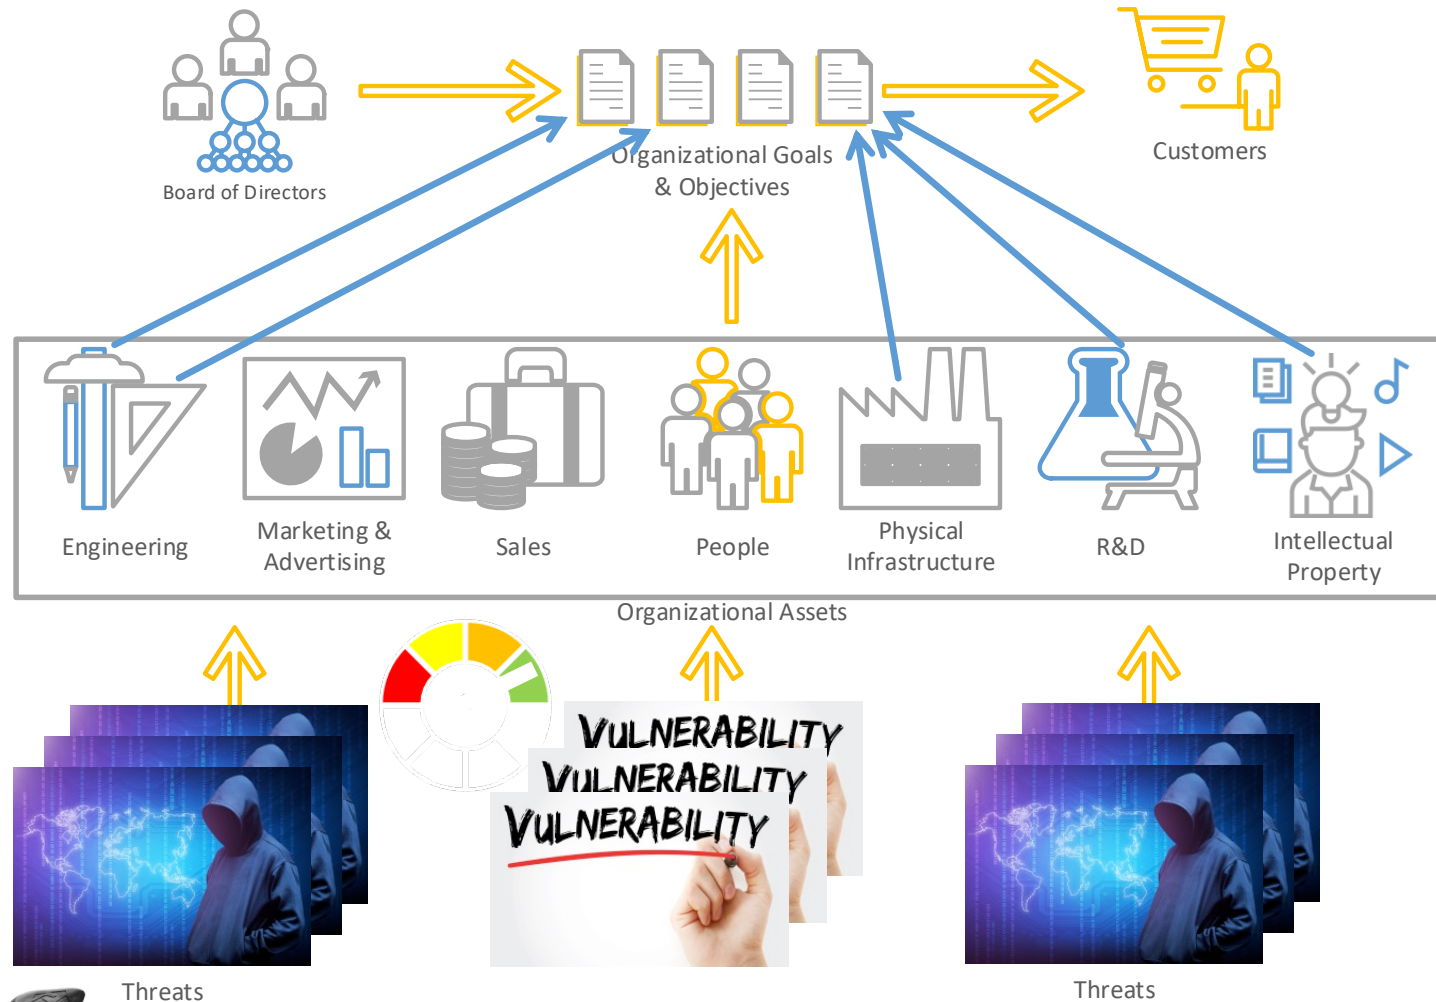 Board of Directors
Organizational Goals
& Objectives
Customers
Engineering
Marketing &
Advertising
Sales
People
Physical
Infrastructure
R&D
Intellectual
Property
Organizational Assets
VULNERABILITY
VULNERABILITY
VULNERABILITY
Threats
Threats